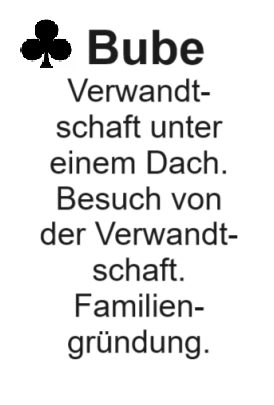 ♣ Bube
Verwandt-
schaft unter
einem Dach.
Besuch von
der Verwandt-
schaft.
Familien-
gründung.